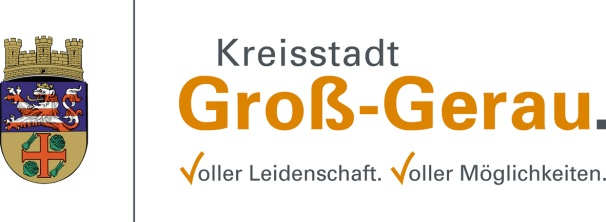 Kreisstadt
Groß-Gerau.
Voller Leidenschaft. Voller Möglichkeiten.